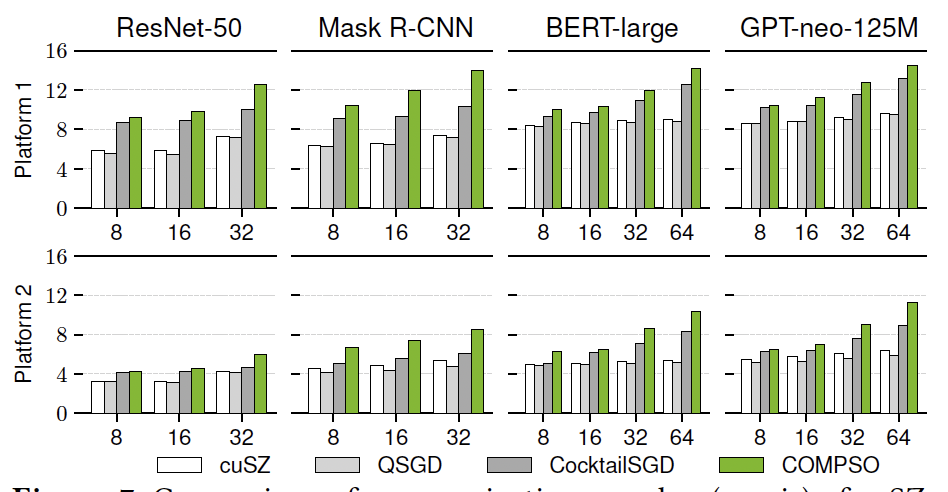 ResNet-50 Mask R-CNN BERT-large GPT-neo-125M
16
12
8
4
0
Platform 1
8 16 32 8 16 32 8 16 32 64 8 16 32 64
16
12
8
4
0
Platform 2
8 16 32 8 16 32 8 16 32 64 8 16 32 64
cuSZ QSGD CocktailSGD COMPSO